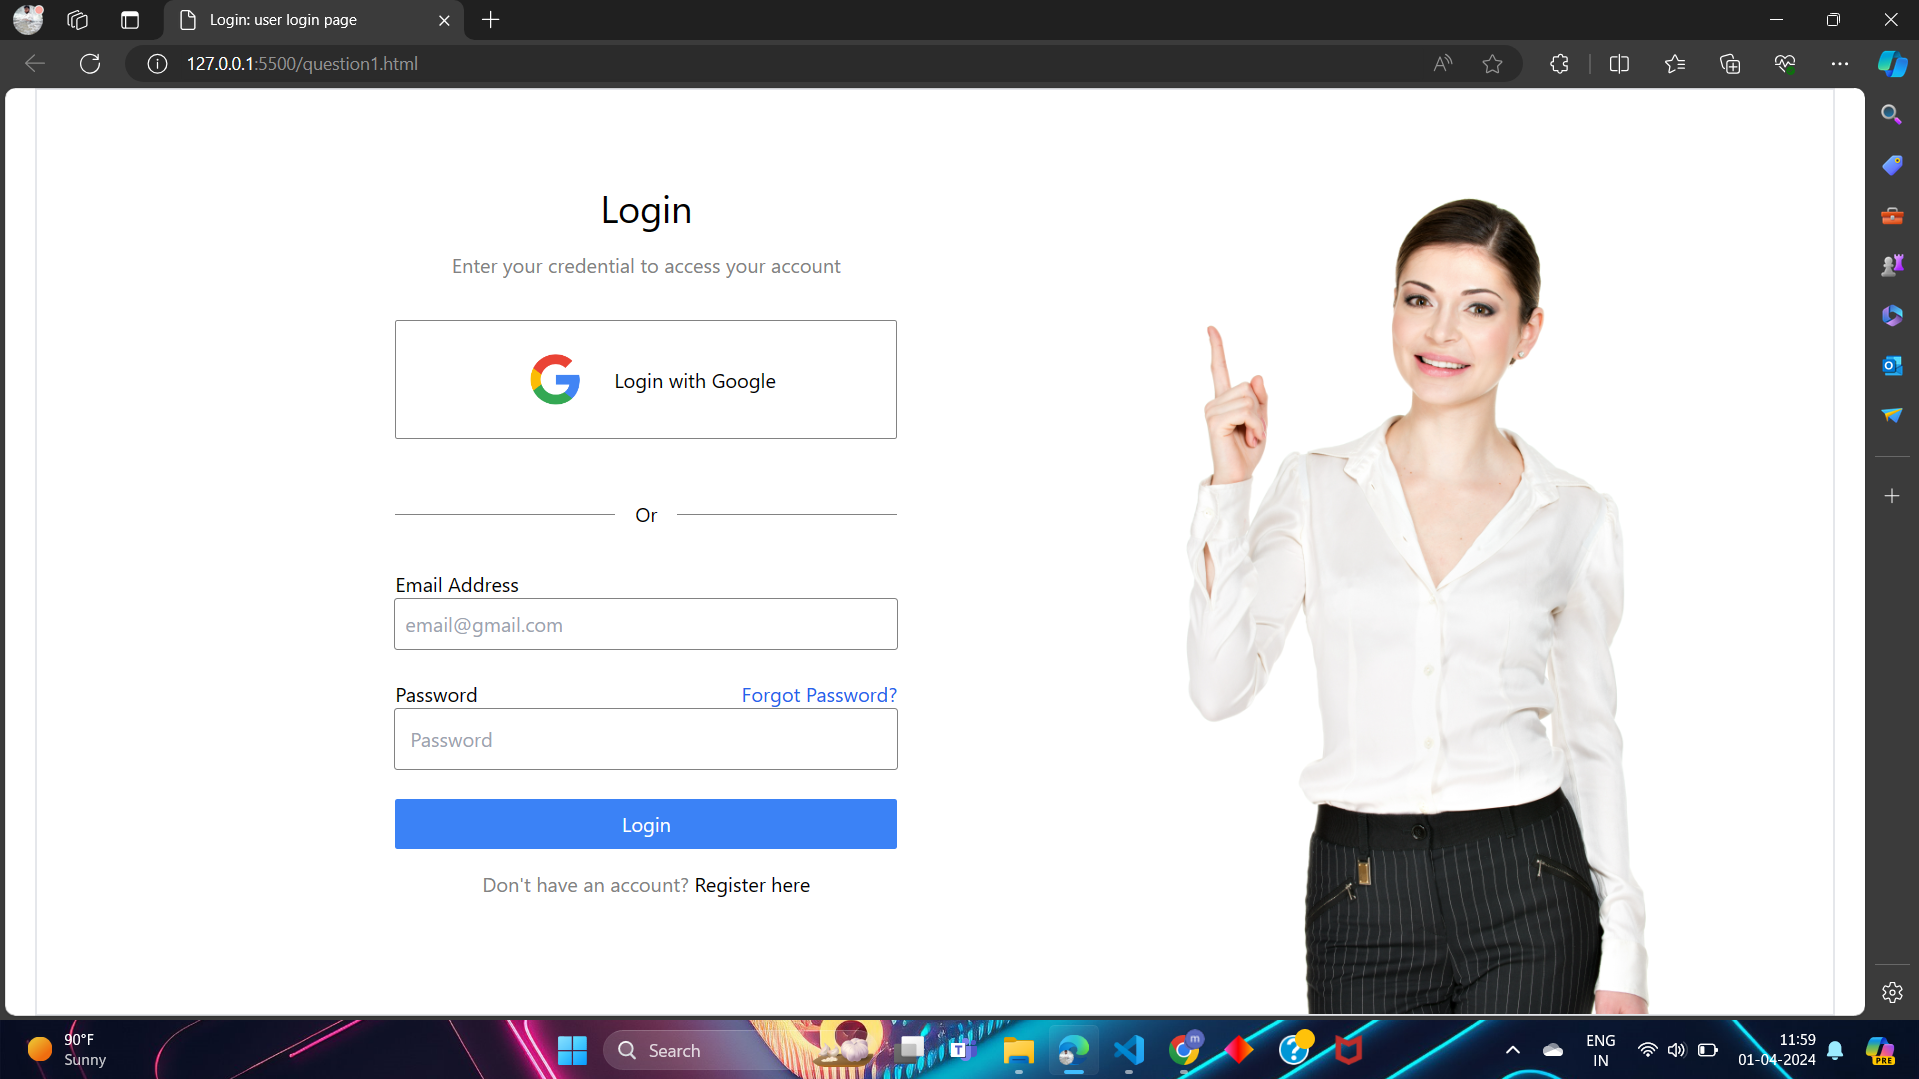 Login: user login page
127.0.0.1:5500/question1.html
Login
Enter your credential to access your account
Login with Google
Or
Email Address
email@gmail.com
Password
Forgot Password?
Password
Login
Don't have an account? Register here
90°F
Sunny
Search
ENG
IN
11:59
01-04-2024
PRE